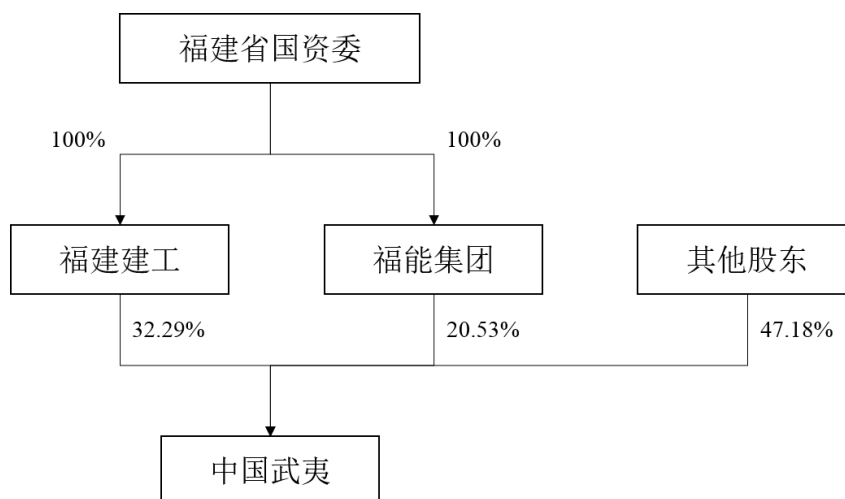 福建省国资委
100%
100%
福建建工
福能集团
其他股东
32.29%
20.53%
47.18%
中国武夷